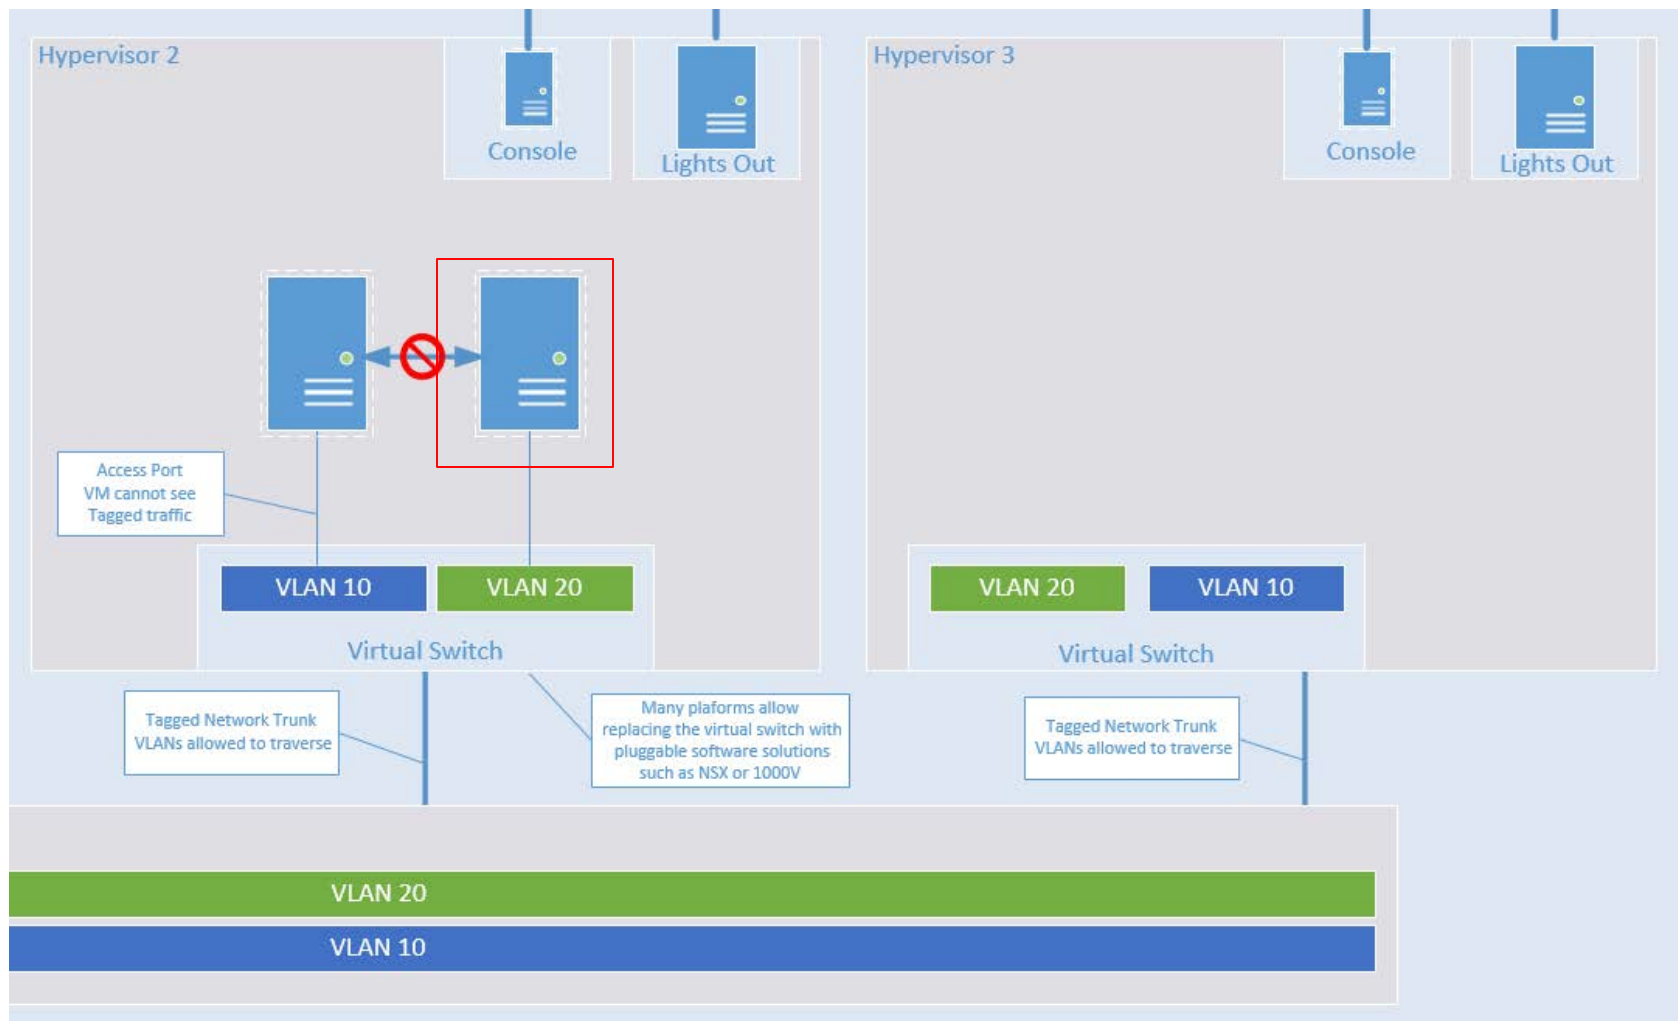 Hypervisor 2
Console
Lights Out
Access Port
VM cannot see
Tagged traffic
VLAN 10
VLAN 20
Virtual Switch
Tagged Network Trunk
VLANs allowed to traverse
Many plaforms allow
replacing the virtual switch with
pluggable software solutions
such as NSX or 1000V
Hypervisor 3
Console
Lights Out
VLAN 20
VLAN 10
Virtual Switch
Tagged Network Trunk
VLANs allowed to traverse
VLAN 20
VLAN 10